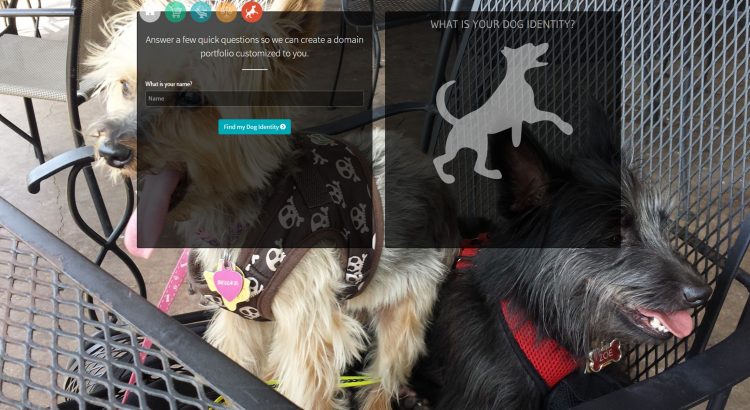 WHAT IS YOUR DOG IDENTITY?
Answer a few quick questions so we can create a domain
portfolio customized to you.
What is your name?
Name
Find my Dog Identity
ZOE